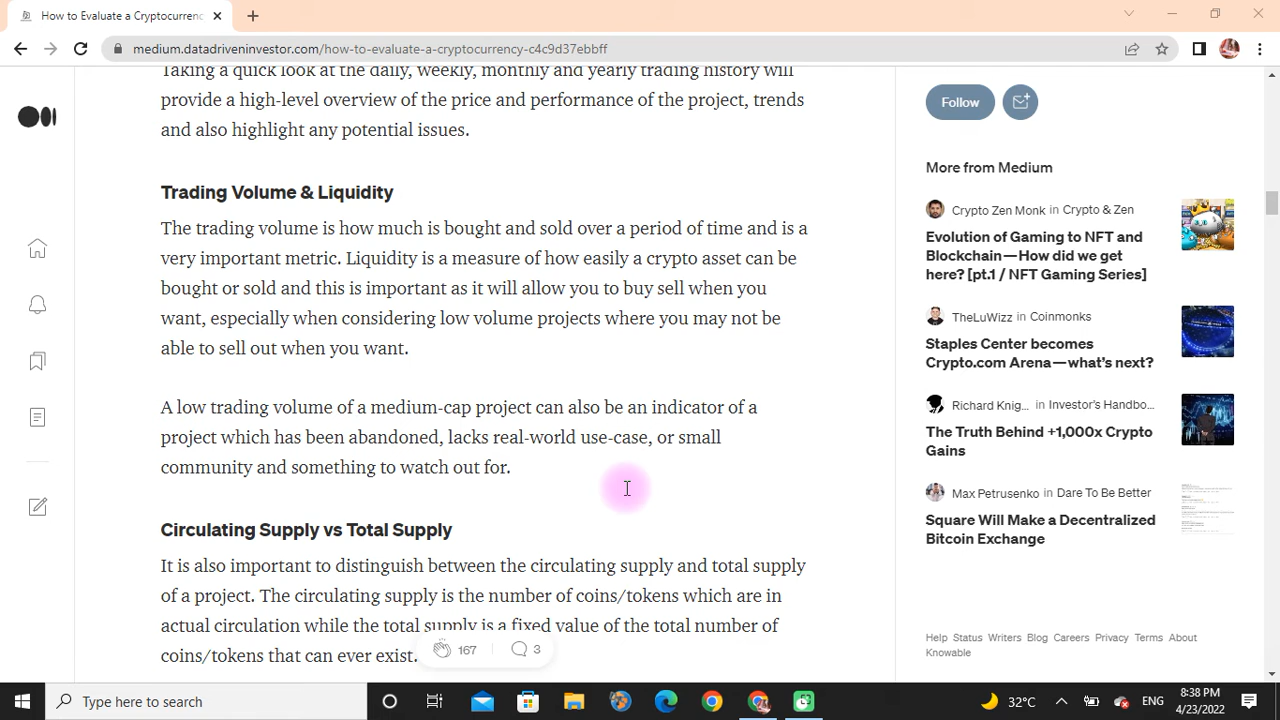 How to Evaluate a Cryptocurrenc
medium.datadriveninvestor.com/how-to-evaluate-a-cryptocurrency-c4c9d37ebbff
Taking a quick look at the daily, weekly, monthly and yearly trading history will
provide a high-level overview of the price and performance of the project, trends
and also highlight any potential issues.
Trading Volume & Liquidity
The trading volume is how much is bought and sold over a period of time and is a
very important metric. Liquidity is a measure of how easily a crypto asset can be
bought or sold and this is important as it will allow you to buy sell when you
want, especially when considering low volume projects where you may not be
able to sell out when you want.
A low trading volume of a medium-cap project can also be an indicator of a
project which has been abandoned, lacks real-world use-case, or small
community and something to watch out for.
Circulating Supply vs Total Supply
It is also important to distinguish between the circulating supply and total supply
of a project. The circulating supply is the number of coins/tokens which are in
actual circulation while the total supply is a fixed value of the total number of
coins/tokens that can ever exist.
167
3
Follow
More from Medium
Crypto Zen Monk in Crypto & Zen
Evolution of Gaming to NFT and
Blockchain—How did we get
here? [pt.1 / NFT Gaming Series]
TheLuWizz in Coinmonks
Staples Center becomes
Crypto.com Arena—what's next?
Richard Knig... in Investor's Handbo...
The Truth Behind +1,000x Crypto
Gains
Max Petrusenko in Dare To Be Better
Square Will Make a Decentralized
Bitcoin Exchange
Help Status Writers Blog Careers Privacy Terms About
Knowable
Type here to search
32°C
ENG
8:38 PM
4/23/2022